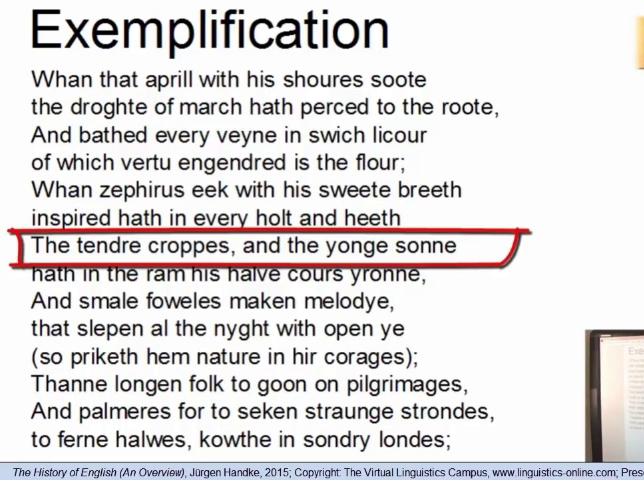 Exemplification
Whan that aprill with his shoures soote
the droghte of march hath perced to the roote,
And bathed every veyne in swich licour
of which vertu engendred is the flour;
Whan zephirus eek with his sweete breeth
inspired hath in every holt and heeth
The tendre croppes, and the yonge sonne
hath in the ram his halve cours yronne,
And smale foweles maken melodye,
that slepen al the nyght with open ye
(so priketh hem nature in hir corages);
Thanne longen folk to goon on pilgrimages,
And palmeres for to seken straunge strondes,
to ferne halwes, kowthe in sondry londes;
The History of English (An Overview), Jürgen Handke, 2015; Copyright: The Virtual Linguistics Campus, www.linguistics-online.com; Prese